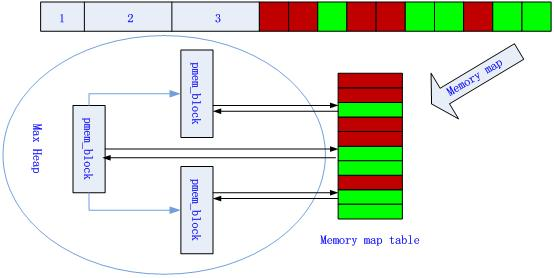 1
2
3
Memory map
pmem_block
Max Heap
pmem_block
pmem_block
Memory map table